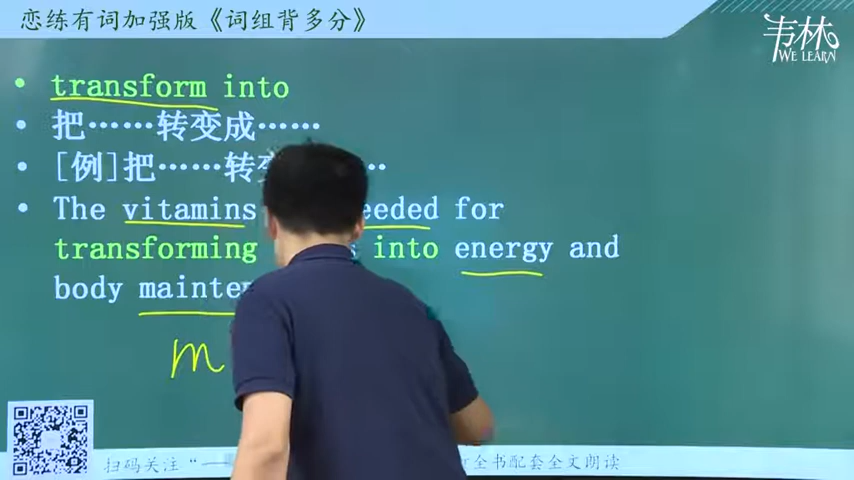 恋练有词加强版《词组背多分》
韦林
WE LEARN
• transform into
• 把……转变成……
• [例]把……转
• The vitamins eeded for
transforming into energy and
body mainte
m
扫码关注“一
全书配套全文朗读